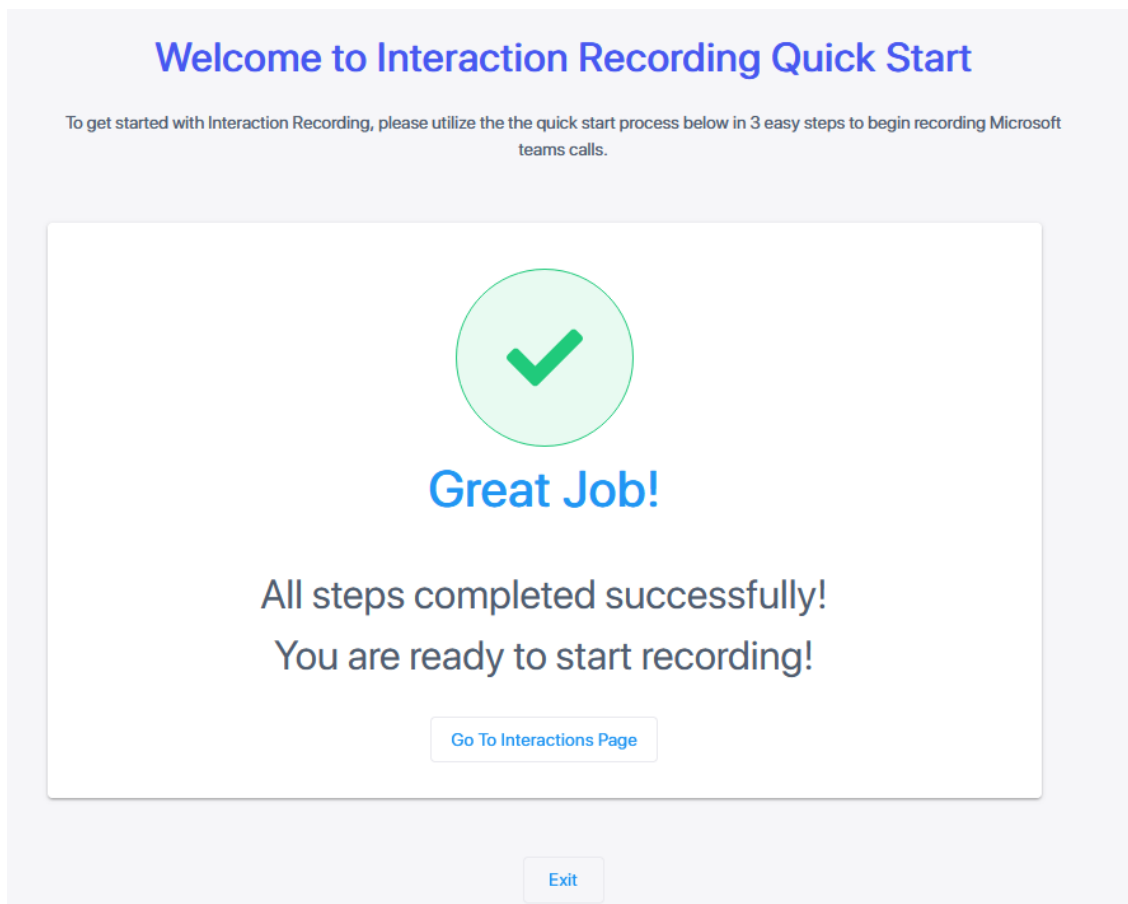 Welcome to Interaction Recording Quick Start
To get started with Interaction Recording, please utilize the the quick start process below in 3 easy steps to begin recording Microsoft
teams calls.
Great Job!
All steps completed successfully!
You are ready to start recording!
Go To Interactions Page
Exit